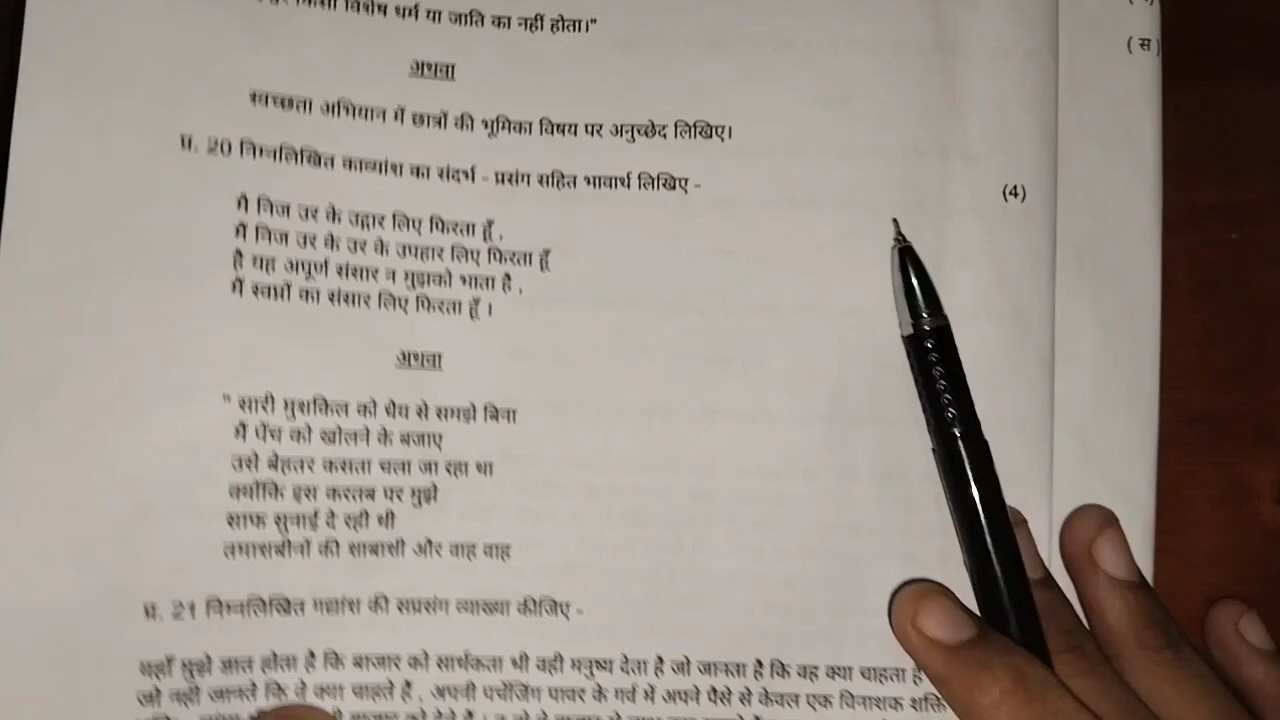 विशेष धर्म या जाति का नहीं होता।"
अथवा
स्वच्छता अभियान में छात्रों की भूमिका विषय पर अनुच्छेद लिखिए।
प्र. 20 निम्नलिखित काव्यांश का संदर्भ - प्रसंग सहित भावार्थ लिखिए - (4)
मै निज उर के उद्गार लिए फिरता हूँ ,
मैं निज उर के उर के उपहार लिए फिरता हूँ
है यह अपूर्ण संसार न मुझको भाता है ,
मैं स्वप्नों का संसार लिए फिरता हूँ ।
अथवा
" सारी मुशकिल को धैय से समझे बिना
मैं पेंच को खोलने के बजाए
उसे बेहतर कसता चला जा रहा था
क्योंकि इस करतब पर मुझे
साफ सुनाई दे रही थी
तमासबीनों की साबासी और वाह वाह
प्र. 21 निम्नलिखित गद्यांश की सप्रसंग व्याख्या कीजिए -
यहाँ मुझे ज्ञात होता है कि बाजार को सार्थकता भी वही मनुष्य देता है जो जानता है कि वह क्या चाहता है
जो नही जानते कि वे क्या चाहते है , अपनी पर्चेजिंग पावर के गर्व में अपने पैसे से केवल एक विनाशक शक्ति
( स )